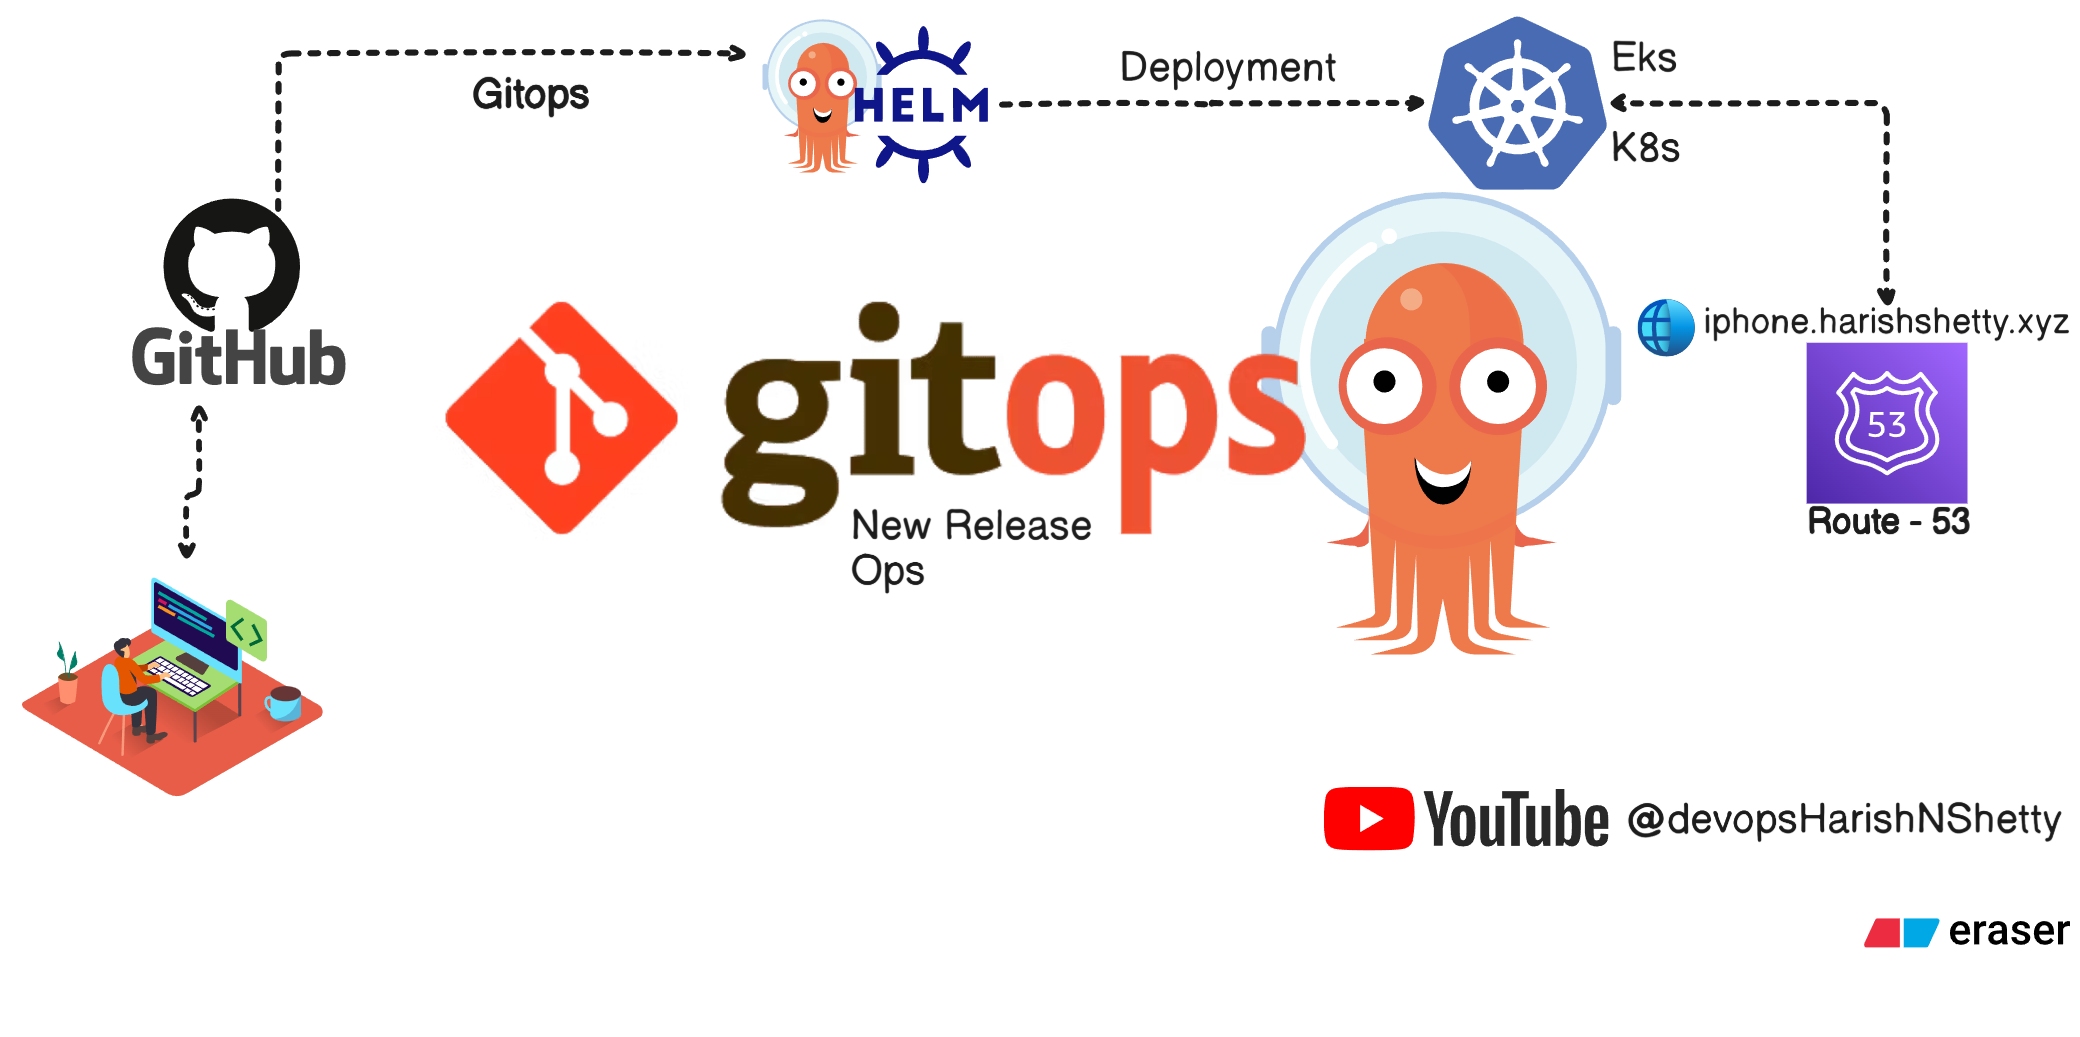 Gitops
HELM
Deployment
Eks
K8s
GitHub
gitops
New Release
Ops
iphone.harishshetty.xyz
53
Route - 53
YouTube @devopsHarishNShetty
eraser